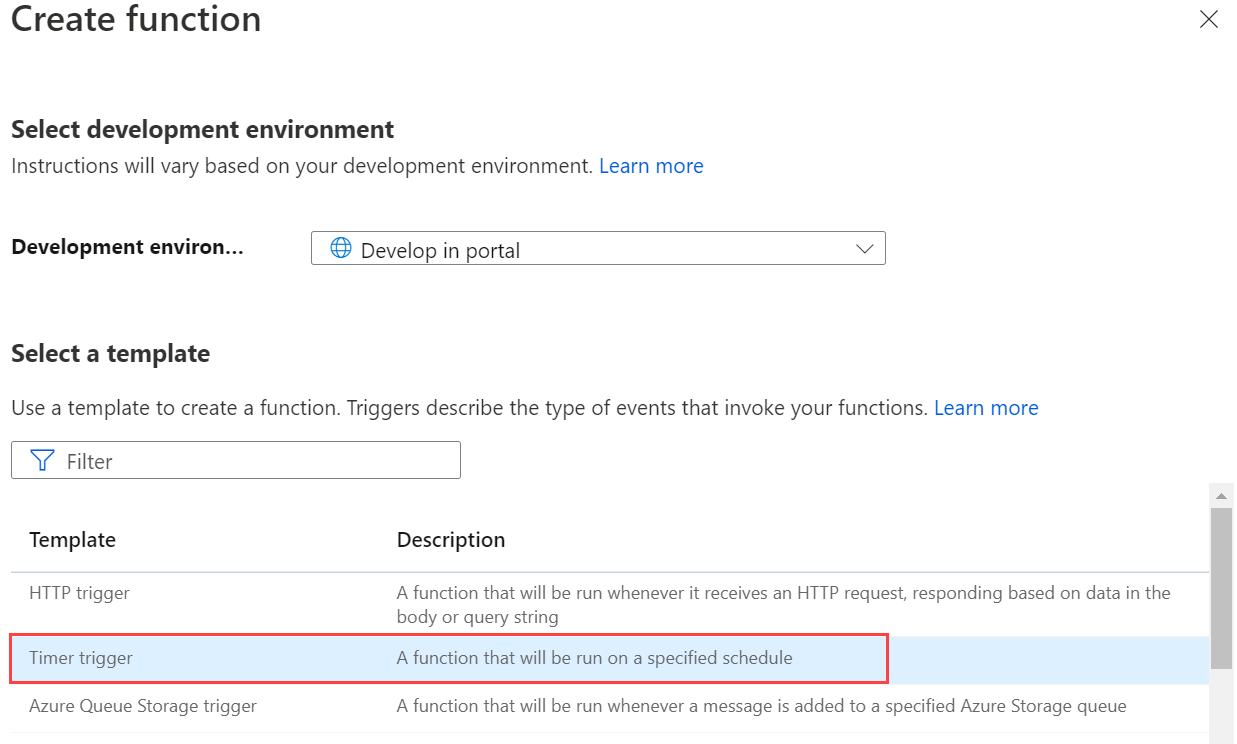 Create function
Select development environment
Instructions will vary based on your development environment. Learn more
Development environ...
Develop in portal
Select a template
Use a template to create a function. Triggers describe the type of events that invoke your functions. Learn more
Filter
Template Description
HTTP trigger A function that will be run whenever it receives an HTTP request, responding based on data in the
body or query string
Timer trigger A function that will be run on a specified schedule
Azure Queue Storage trigger A function that will be run whenever a message is added to a specified Azure Storage queue